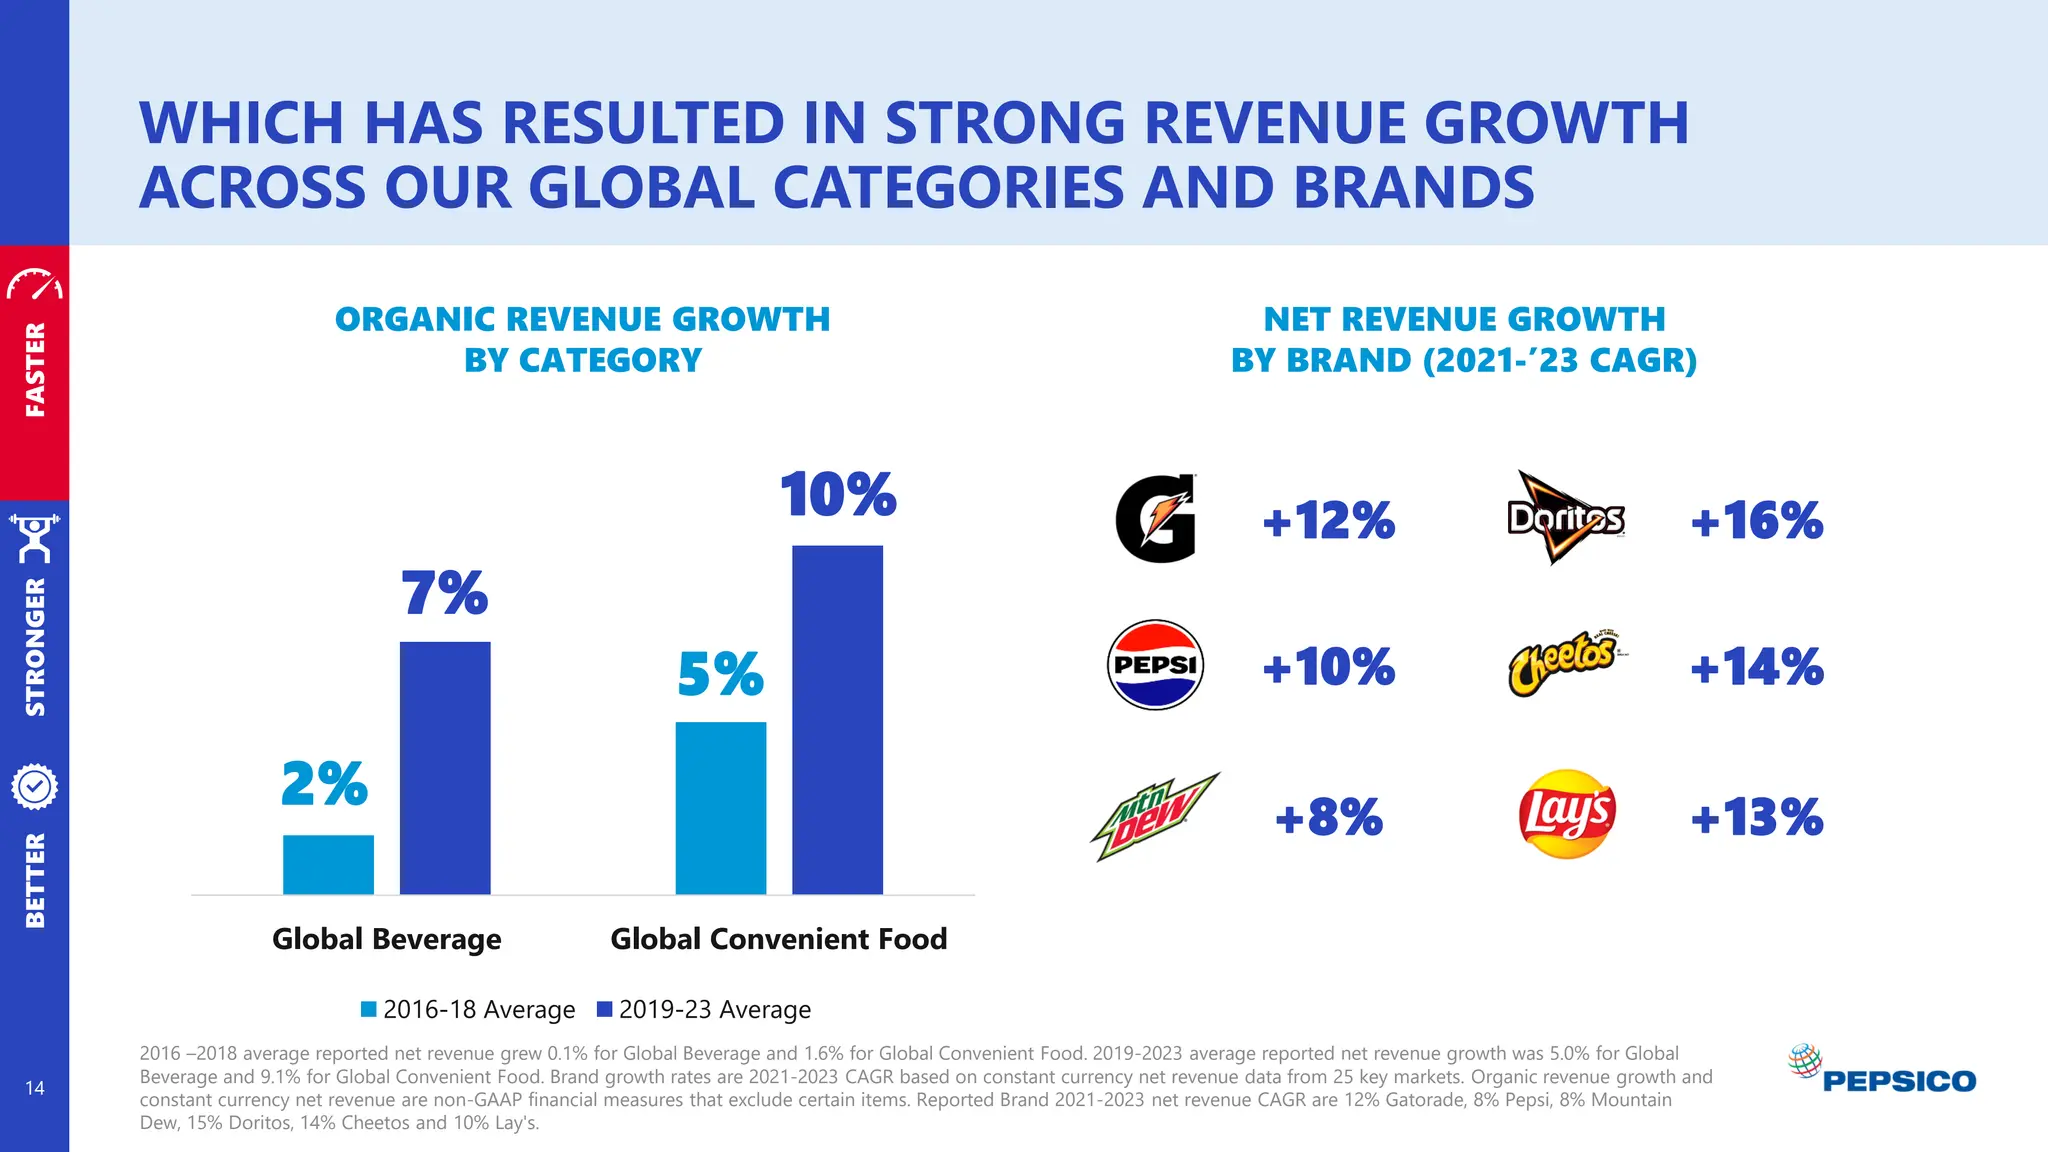 WHICH HAS RESULTED IN STRONG REVENUE GROWTH
ACROSS OUR GLOBAL CATEGORIES AND BRANDS
FASTER
STRONGER
BETTER
ORGANIC REVENUE GROWTH
BY CATEGORY
2%
7%
5%
10%
Global Beverage
Global Convenient Food
2016-18 Average
2019-23 Average
NET REVENUE GROWTH
BY BRAND (2021-’23 CAGR)
G
+12%
Doritos
+16%
PEPSI
+10%
Cheetos
+14%
Mtn
DEW
+8%
Lay's
+13%
2016 –2018 average reported net revenue grew 0.1% for Global Beverage and 1.6% for Global Convenient Food. 2019-2023 average reported net revenue growth was 5.0% for Global
Beverage and 9.1% for Global Convenient Food. Brand growth rates are 2021-2023 CAGR based on constant currency net revenue data from 25 key markets. Organic revenue growth and
constant currency net revenue are non-GAAP financial measures that exclude certain items. Reported Brand 2021-2023 net revenue CAGR are 12% Gatorade, 8% Pepsi, 8% Mountain
Dew, 15% Doritos, 14% Cheetos and 10% Lay's.
14
PEPSICO